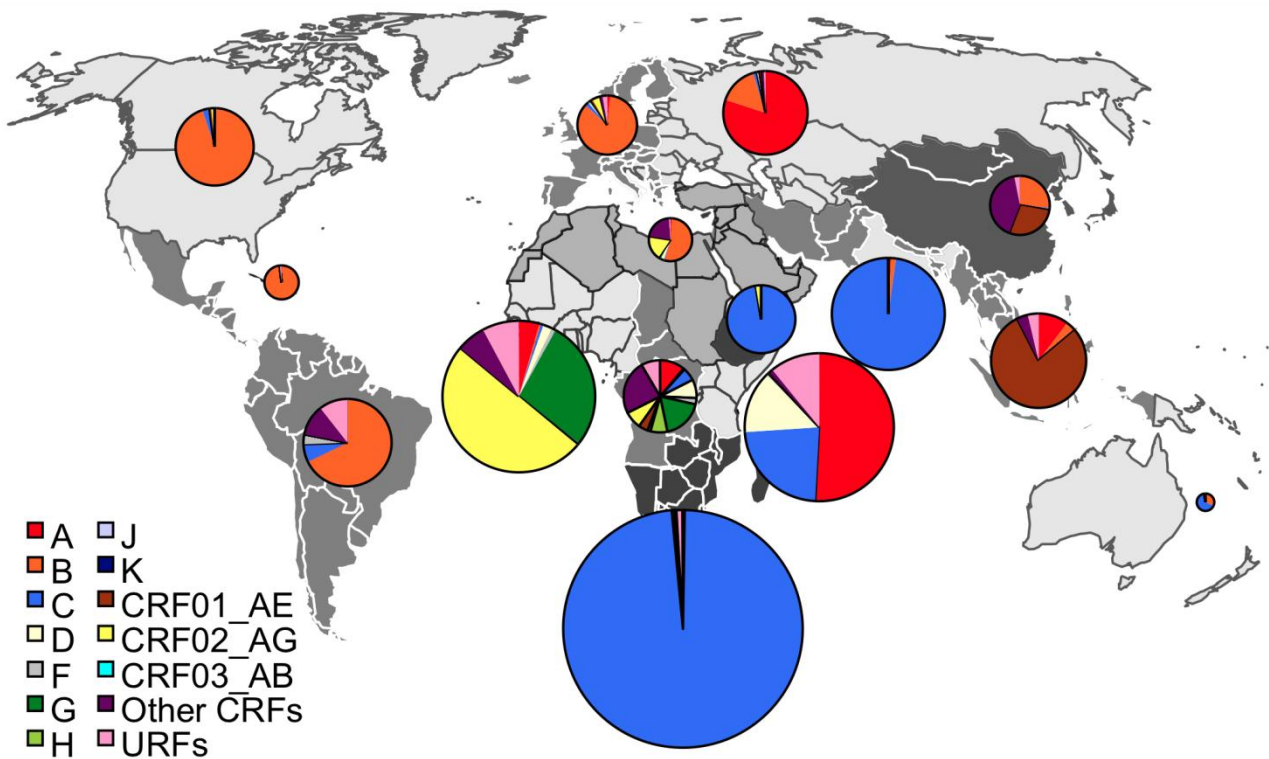 A J
B K
C CRF01_AE
D CRF02_AG
F CRF03_AB
G Other CRFs
H URFs